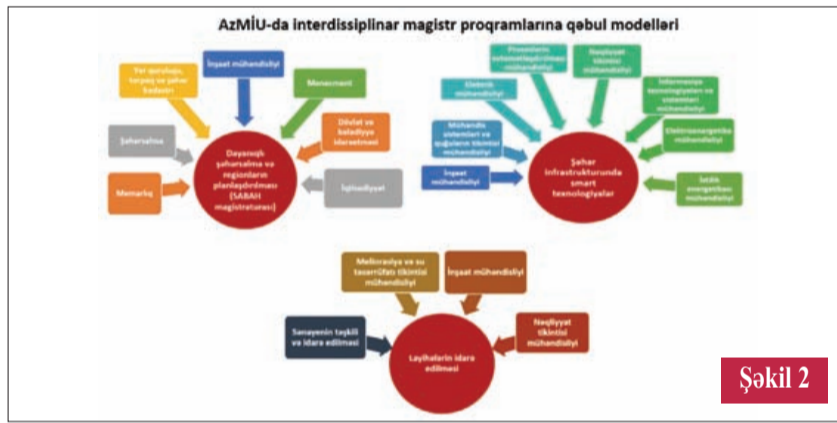 AzMİU-da interdissiplinar magistr proqramlarına qəbul modelləri
Yer quruluşu,
torpaq və şəhər
kadastrı
İnşaat mühəndisliyi
Menecment
Şəhərsalma
Dövlət və
bələdiyyə
idarəetməsi
Memarlıq
İqtisadiyyat
Dayanıqlı
şəhərsalma və
regionların
planlaşdırılması
(SABAH
magistraturası)
Proseslərin
avtomatlaşdırılması
mühəndisliyi
Nəqliyyat
tikintisi
mühəndisliyi
mühəndisliyi
İnformasiya
texnologiyaları və
sistemləri
mühəndisliyi
Mühəndis
sistemləri və
qurğuların tikintisi
mühəndisliyi
Elektroenergetika
mühəndisliyi
İnşaat
mühəndisliyi
İstilik
energetikası
mühəndisliyi
Şəhər
infrastrukturunda
smart
texnologiyalar
Meliorasiya və su
təsərrüfatı tikintisi
mühəndisliyi
İnşaat mühəndisliyi
Sənayenin təşkili
və idarə edilməsi
Nəqliyyat
tikintisi
mühəndisliyi
Layihələrin idarə
edilməsi
Şəkil 2